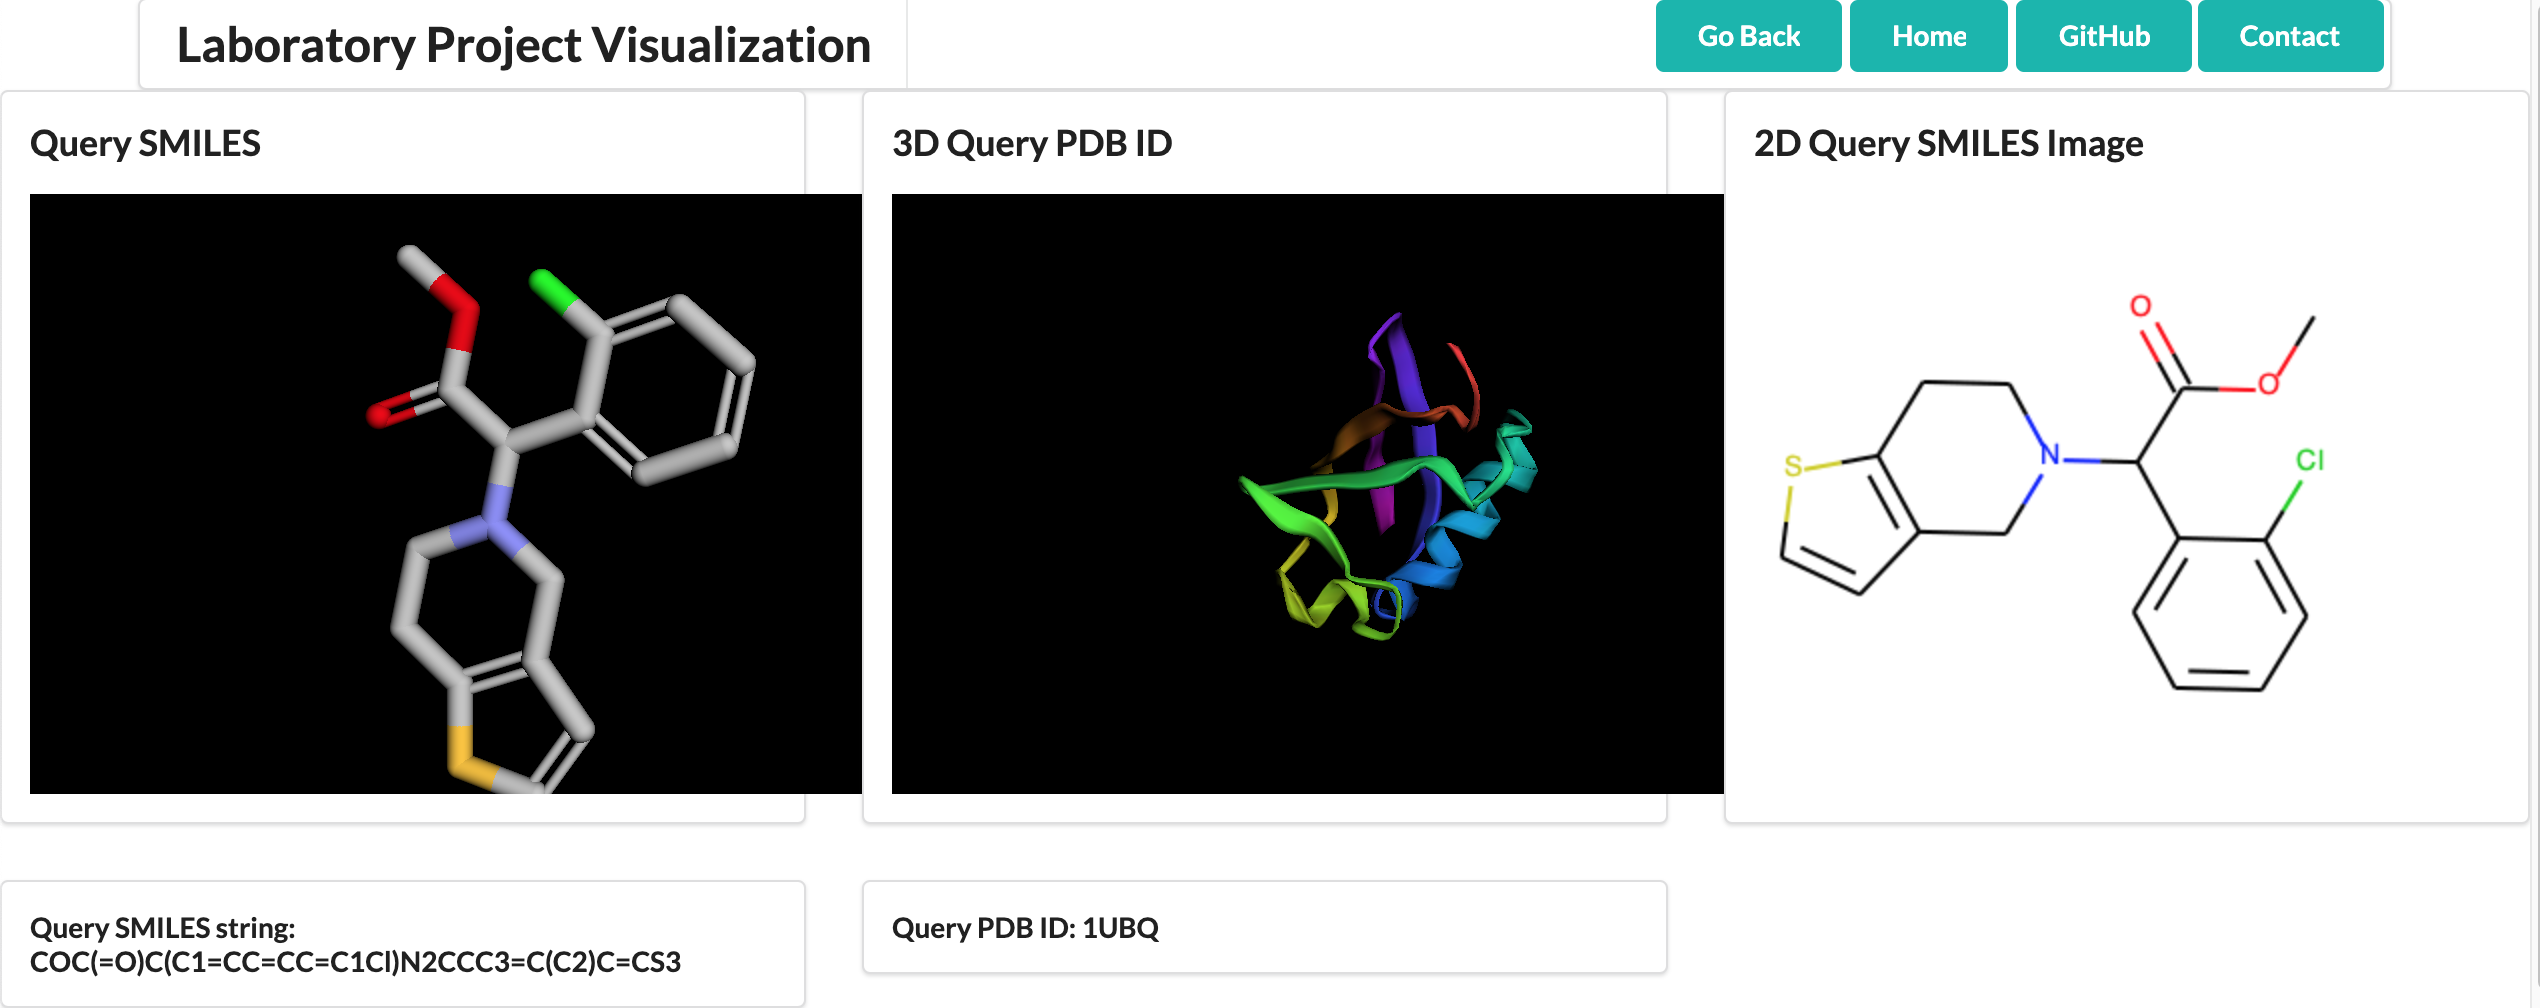 Laboratory Project Visualization
Go Back
Home
GitHub
Contact
Query SMILES
3D Query PDB ID
2D Query SMILES Image
O
O
S
N
Cl
Query SMILES string:
COC(=O)C(C1=CC=CC=C1Cl)N2CCC3=C(C2)C=CS3
Query PDB ID: 1UBQ